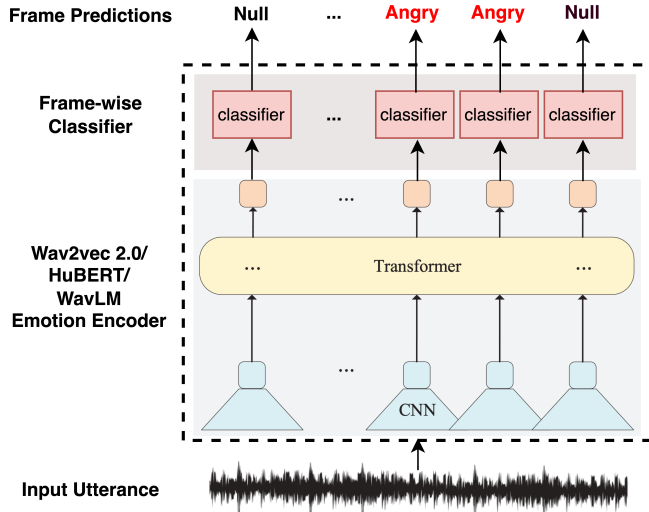 Frame Predictions Null ... Angry Angry Null
Frame-wise
Classifier
classifier ... classifier classifier classifier
...
Wav2vec 2.0/
HuBERT/
WavLM
Emotion Encoder
... Transformer ...
...
CNN
Input Utterance